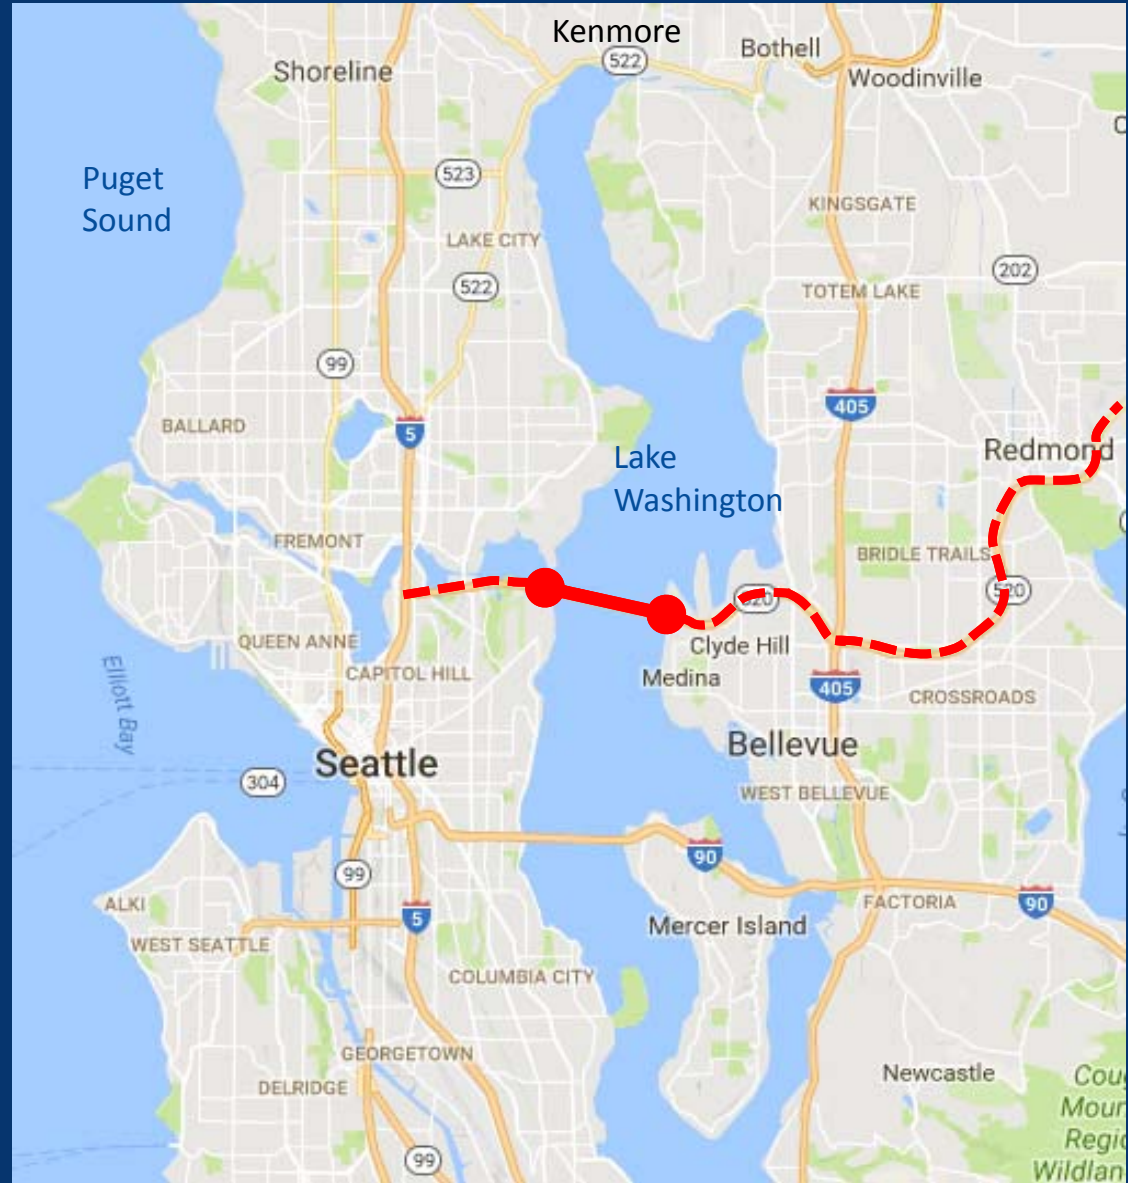 Kenmore
522
Bothell
Shoreline
Woodinville
Puget
Sound
523
KINGSGATE
LAKE CITY
202
522
TOTEM LAKE
99
405
BALLARD
5
Lake
Washington
Redmond
FREMONT
BRIDLE TRAILS
520
520
QUEEN ANNE
Clyde Hill
CAPITOL HILL
Medina
405
CROSSROADS
Elliott Bay
Bellevue
Seattle
304
WEST BELLEVUE
90
99
ALKI
5
FACTORIA
90
Mercer Island
WEST SEATTLE
COLUMBIA CITY
GEORGETOWN
DELRIDGE
Newcastle
99